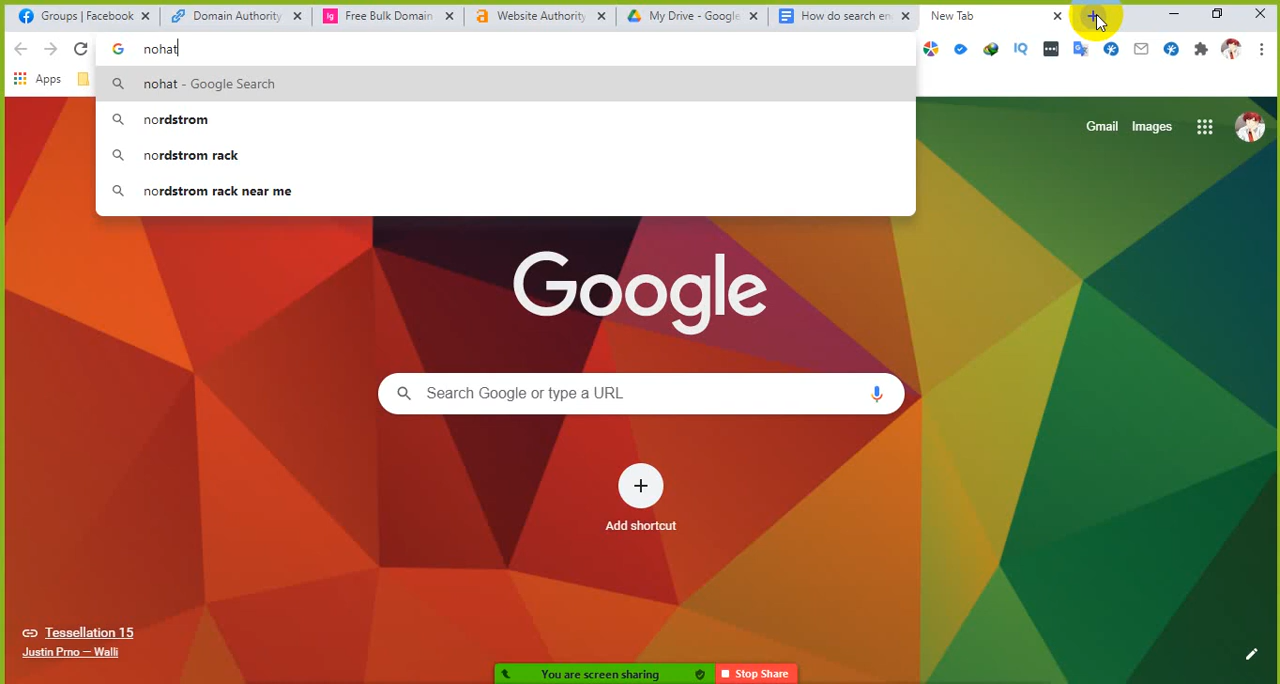 Groups | Facebook
Domain Authority
Free Bulk Domain
Website Authority
My Drive - Google
How do search en
New Tab
nohat
Apps
nohat - Google Search
nordstrom
nordstrom rack
nordstrom rack near me
Gmail Images
Google
Search Google or type a URL
Add shortcut
Tessellation 15
Justin Prno — Walli
You are screen sharing
Stop Share
IQ
lg